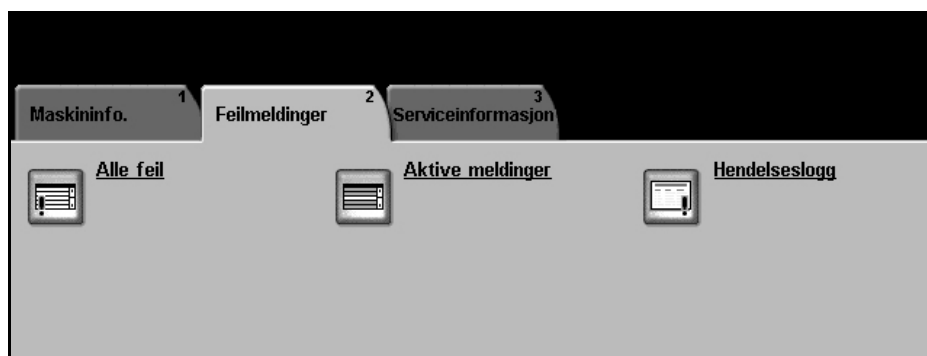 1
2
3
Maskininfo.
Feilmeldinger
Serviceinformasjon
Alle feil
Aktive meldinger
Hendelseslogg